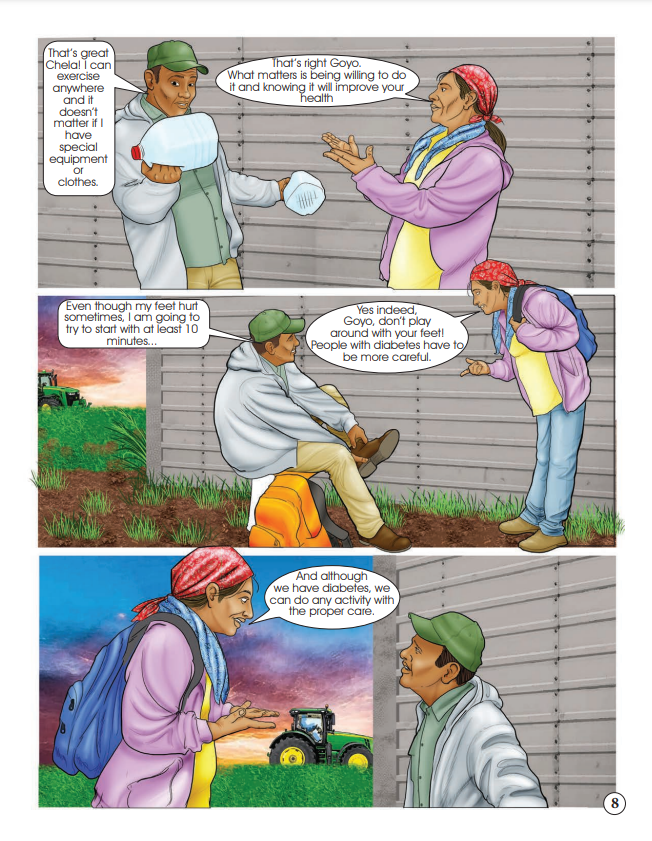 That's great
Chela! I can
exercise
anywhere
and it
doesn't
matter if I
have
special
equipment
or
clothes.
That's right Goyo.
What matters is being willing to do
it and knowing it will improve your
health
Even though my feet hurt
sometimes, I am going to
try to start with at least 10
minutes...
Yes indeed,
Goyo, don't play
around with your feet!
People with diabetes have to
be more careful.
And although
we have diabetes, we
can do any activity with
the proper care.
8